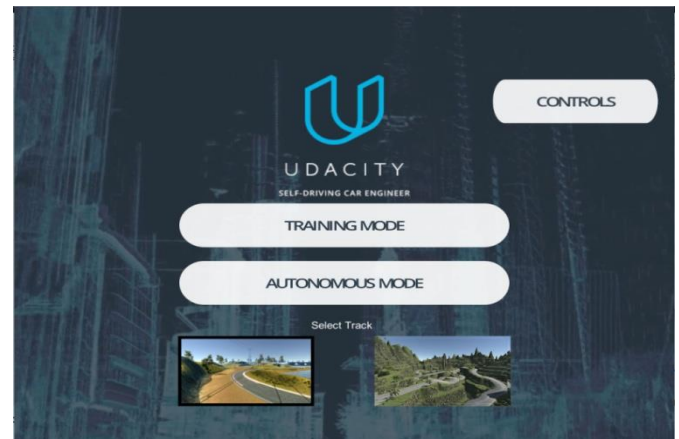 CONTROLS
UDACITY
SELF-DRIVING CAR ENGINEER
TRAINING MODE
AUTONOMOUS MODE
Select Track